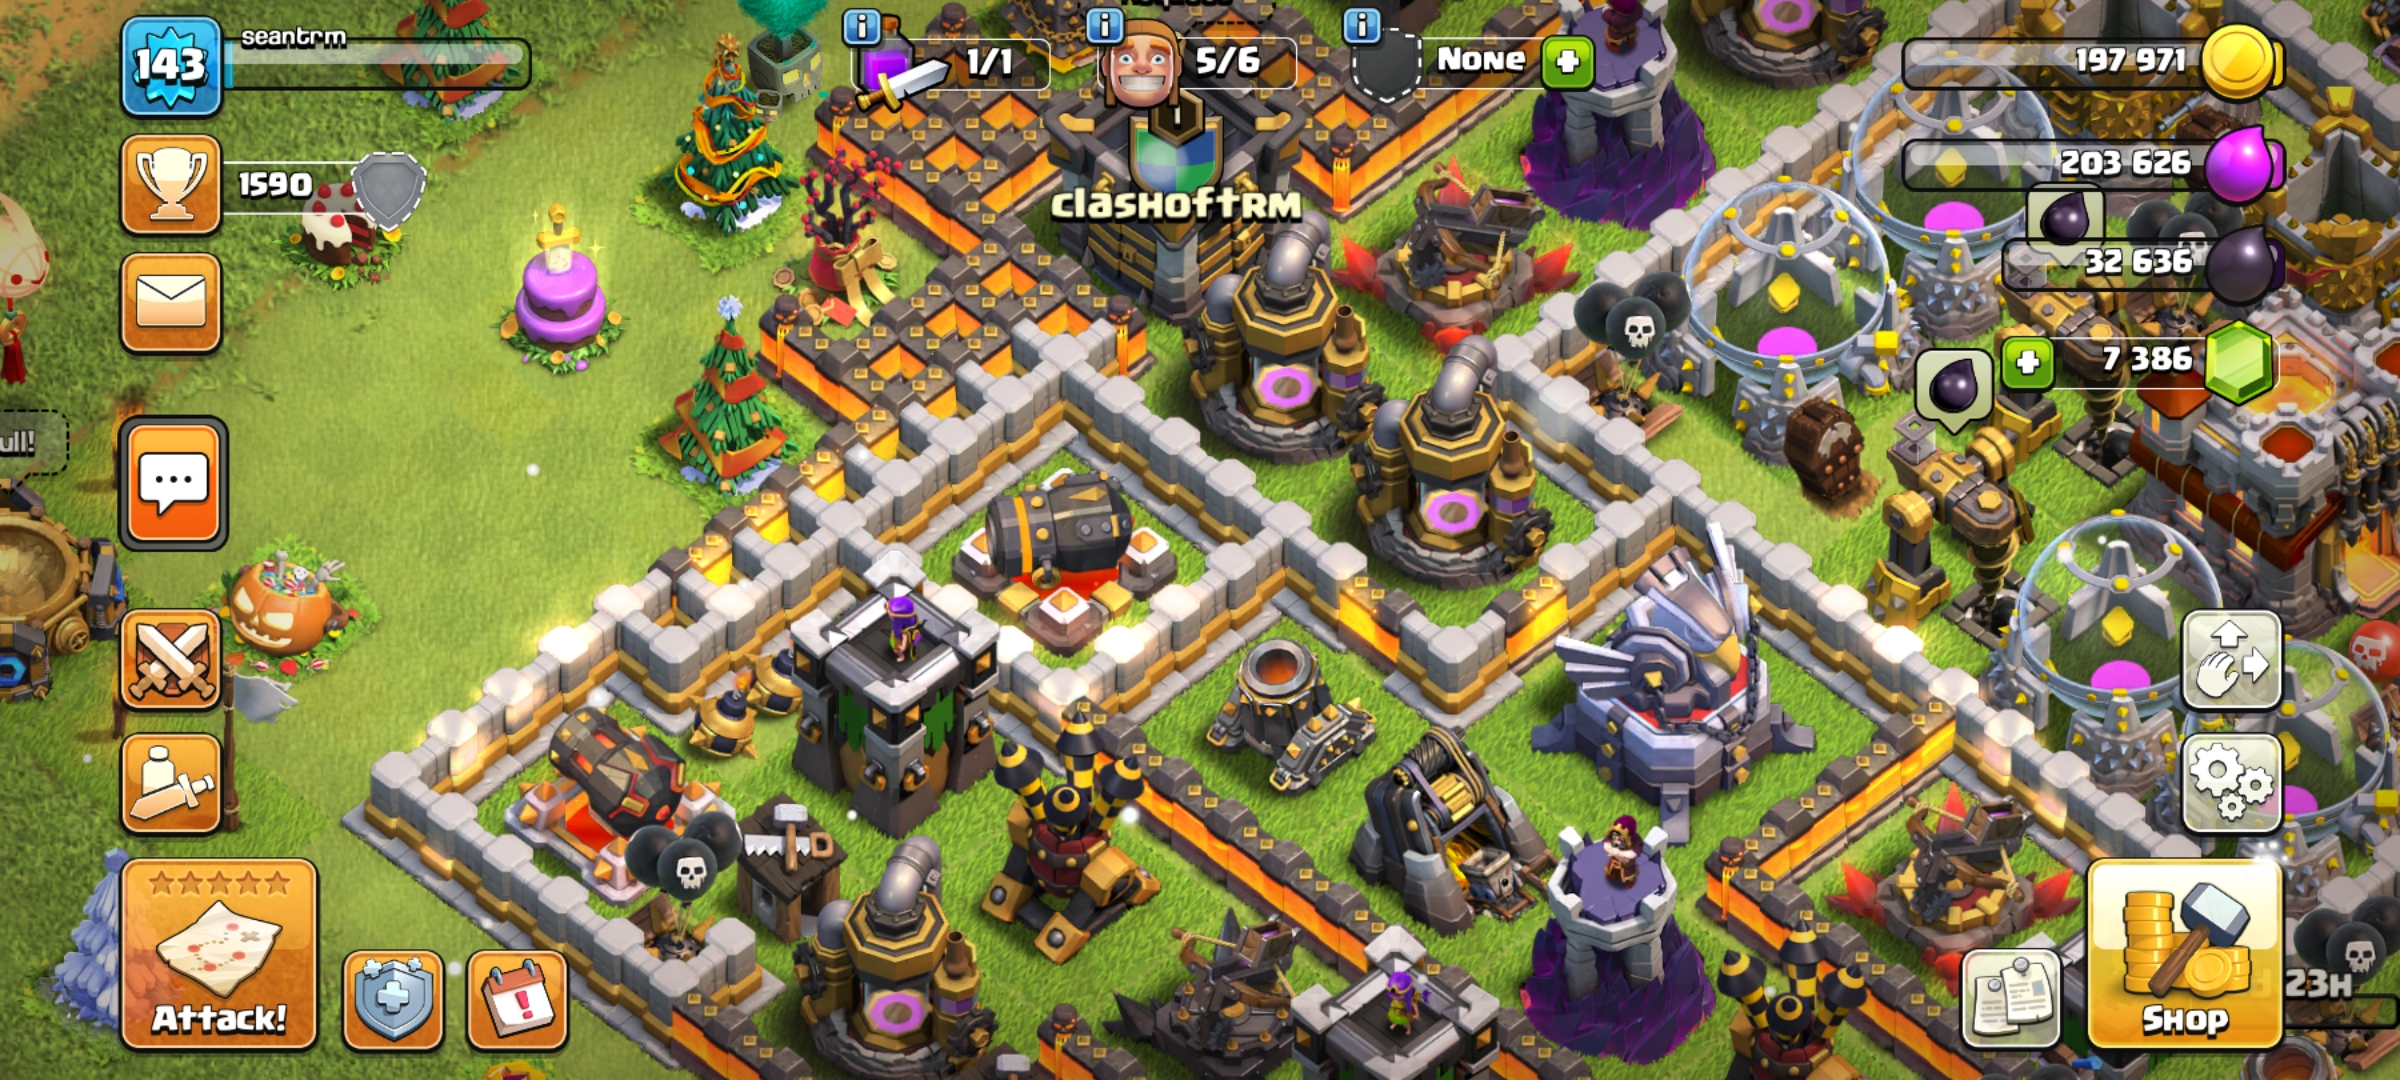 143
seantrm
1/1
5/6
None
197 971
1590
203 626
clashoftRM
32 636
7 386
ull!
Attack!
Shop
23H